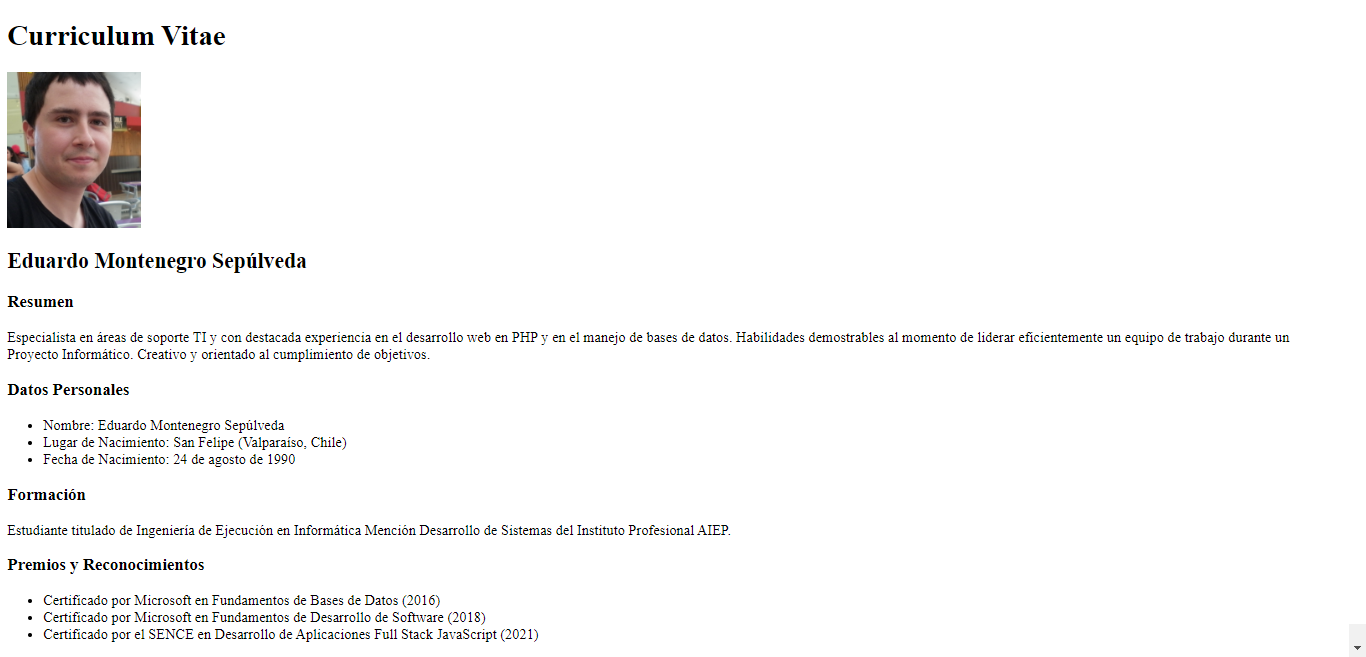 Curriculum Vitae
Eduardo Montenegro Sepúlveda
Resumen
Especialista en áreas de soporte TI y con destacada experiencia en el desarrollo web en PHP y en el manejo de bases de datos. Habilidades demostrables al momento de liderar eficientemente un equipo de trabajo durante un
Proyecto Informático. Creativo y orientado al cumplimiento de objetivos.
Datos Personales
• Nombre: Eduardo Montenegro Sepúlveda
• Lugar de Nacimiento: San Felipe (Valparaíso, Chile)
• Fecha de Nacimiento: 24 de agosto de 1990
Formación
Estudiante titulado de Ingeniería de Ejecución en Informática Mención Desarrollo de Sistemas del Instituto Profesional AIEP.
Premios y Reconocimientos
• Certificado por Microsoft en Fundamentos de Bases de Datos (2016)
• Certificado por Microsoft en Fundamentos de Desarrollo de Software (2018)
• Certificado por el SENCE en Desarrollo de Aplicaciones Full Stack JavaScript (2021)